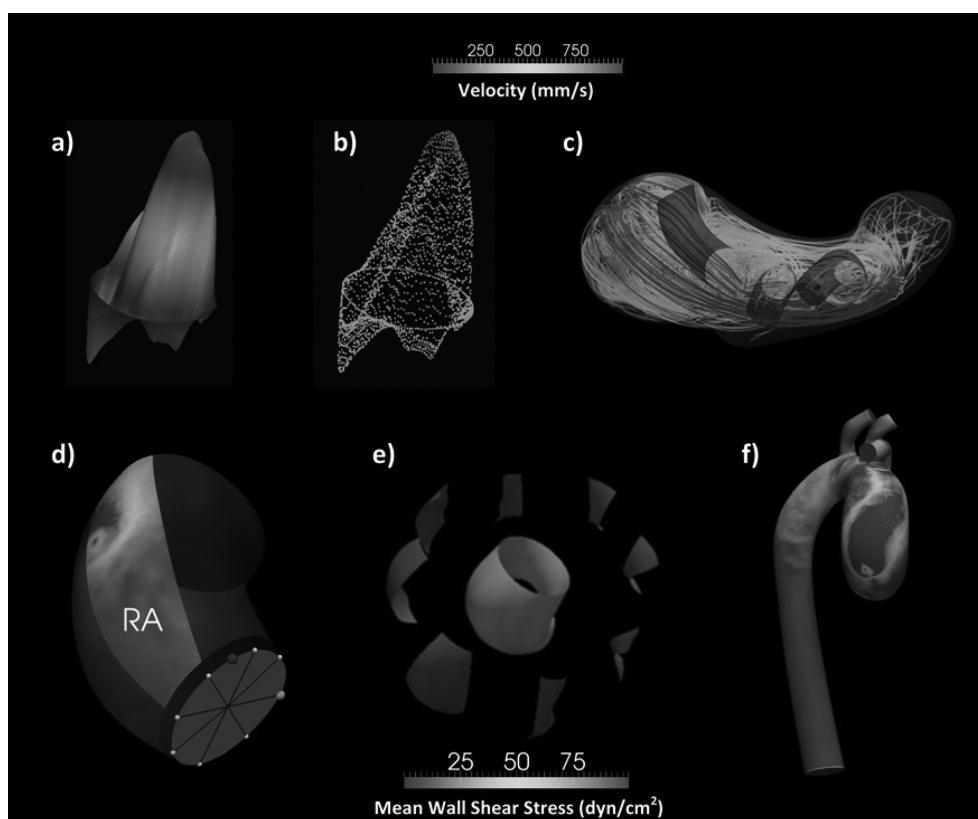 250 500 750
Velocity (mm/s)
a) b) c)
d) e) f)
RA
25 50 75
Mean Wall Shear Stress (dyn/cm²)